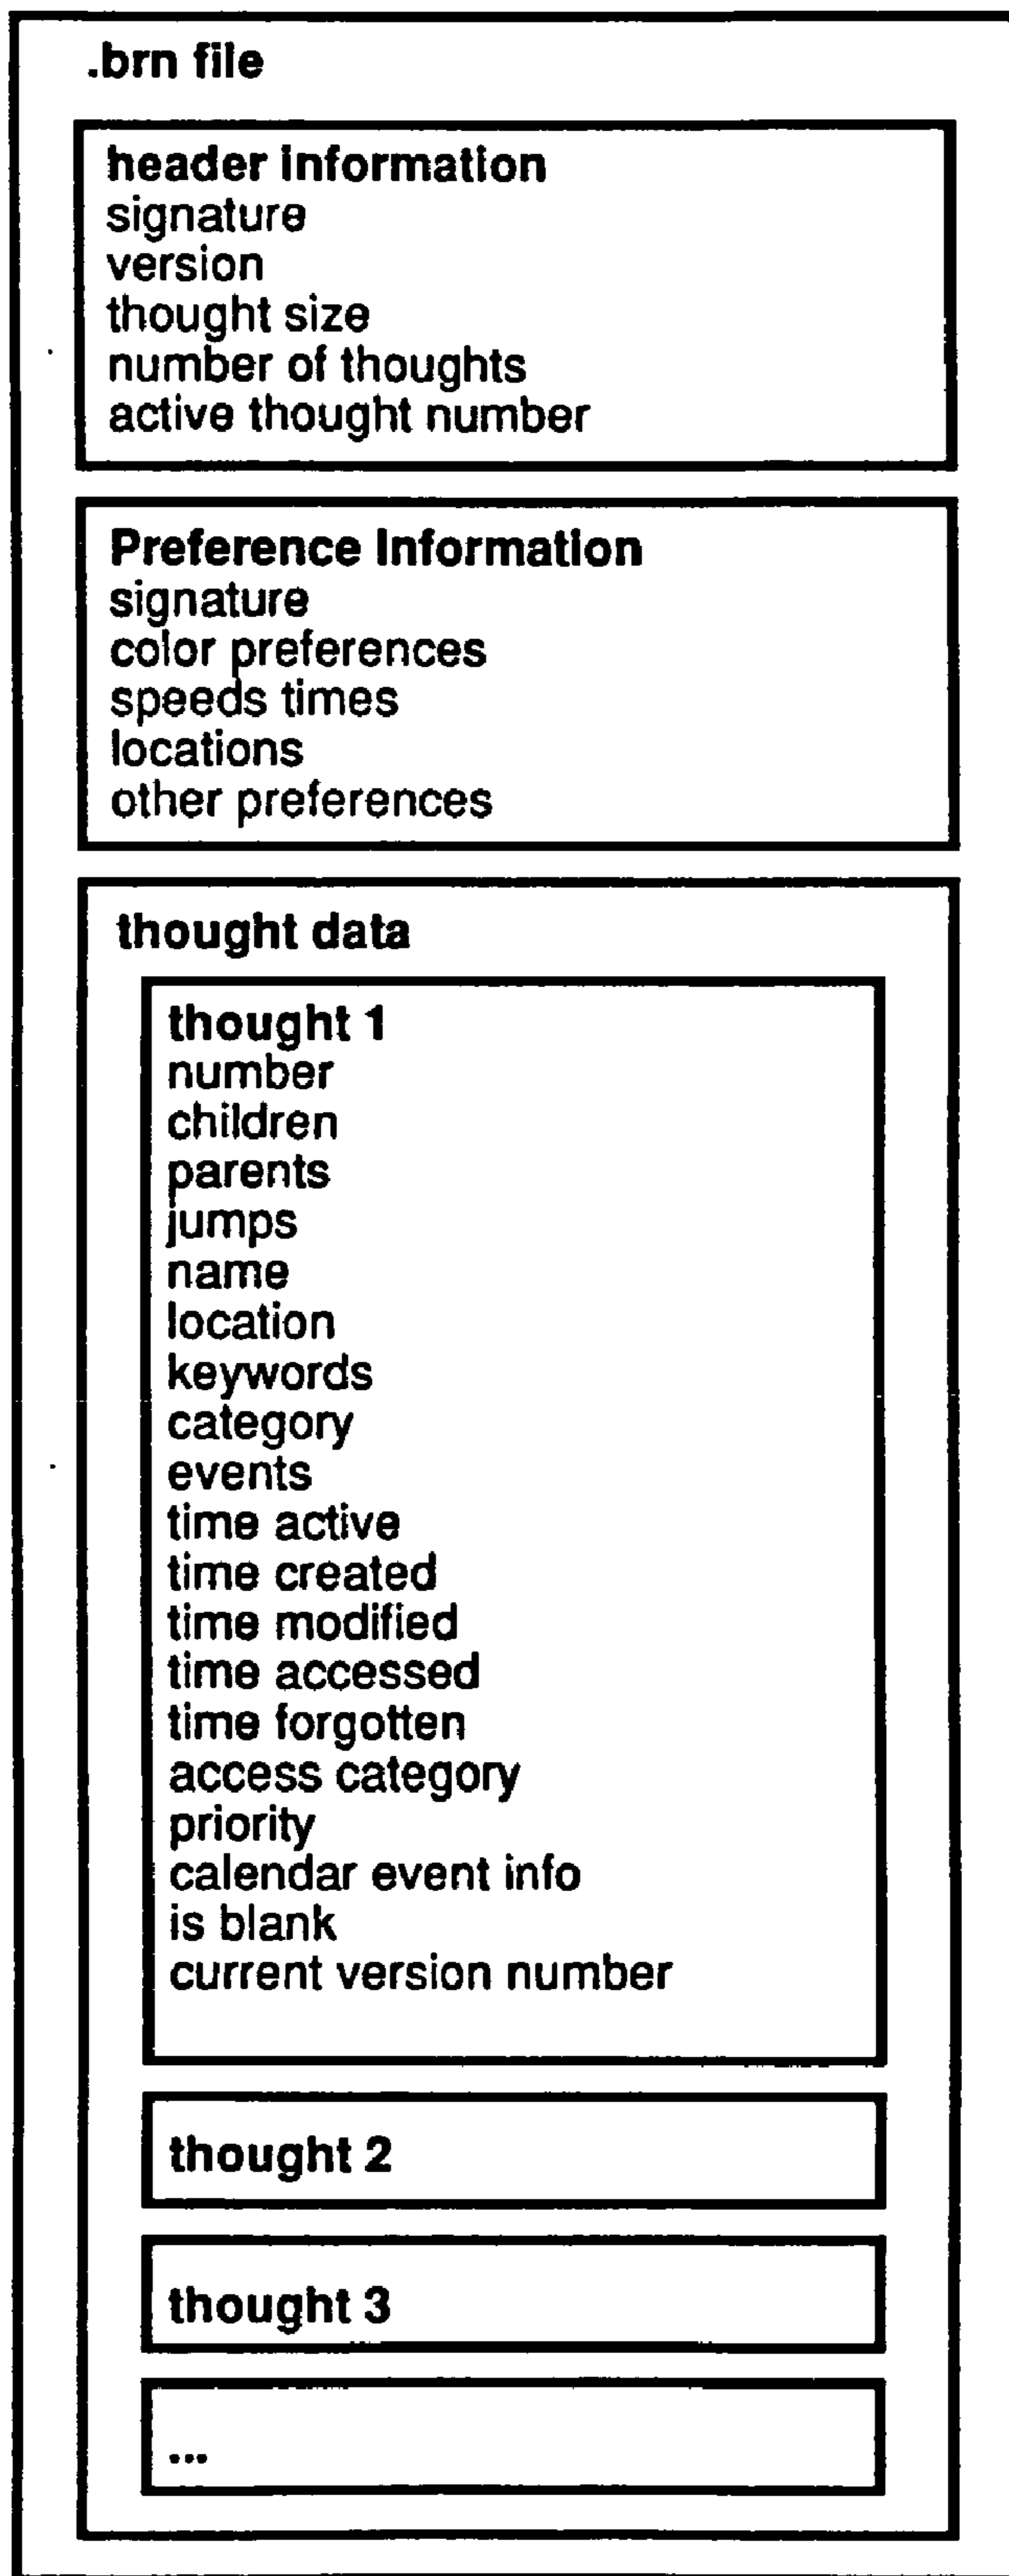 .brn file
header Information
signature
version
thought size
number of thoughts
active thought number
Preference Information
signature
color preferences
speeds times
locations
other preferences
thought data
thought 1
number
children
parents
jumps
name
location
keywords
category
events
time active
time created
time modified
time accessed
time forgotten
access category
priority
calendar event info
is blank
current version number
thought 2
thought 3
...